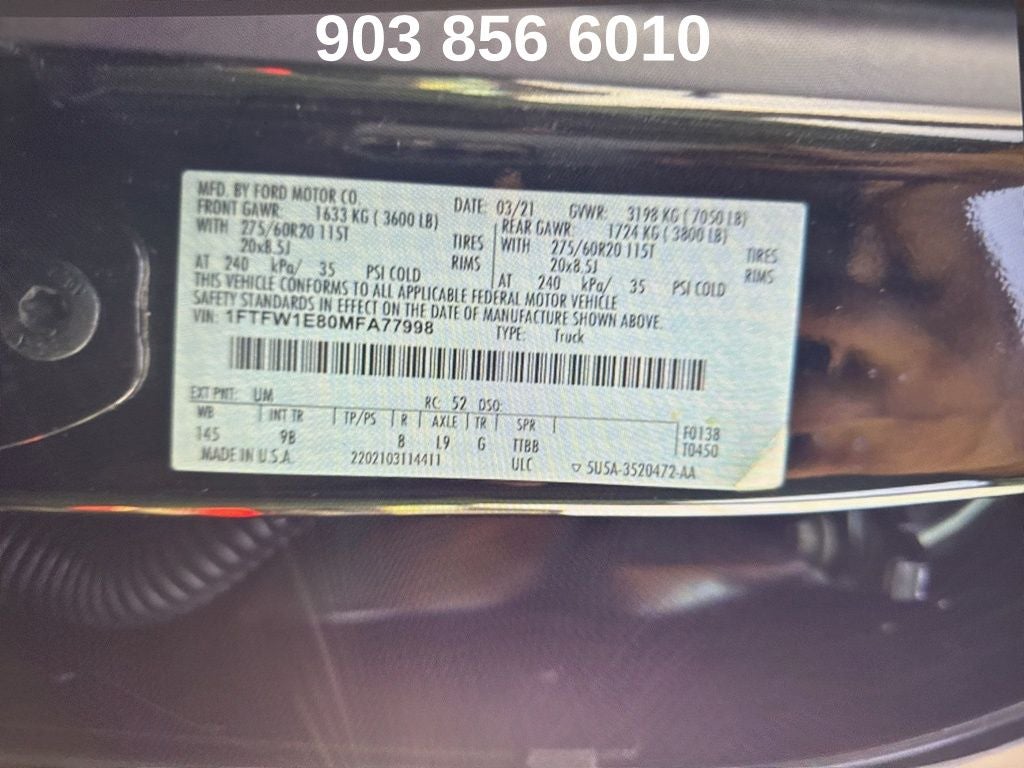 903 856 6010
MFD. BY FORD MOTOR CO.
DATE: 03/21 GVWR: 3198 KG ( 7050 LB)
FRONT GAWR: 1633 KG ( 3600 LB)
WITH 275/60R20 115T TIRES
20x8.5J RIMS
AT 240 kPa/ 35 PSI COLD
REAR GAWR: 1724 KG ( 3800 LB)
WITH 275/60R20 115T TIRES
20x8.5J RIMS
AT 240 kPa/ 35 PSI COLD
THIS VEHICLE CONFORMS TO ALL APPLICABLE FEDERAL MOTOR VEHICLE
SAFETY STANDARDS IN EFFECT ON THE DATE OF MANUFACTURE SHOWN ABOVE.
VIN: 1FTFW1E80MFA77998 TYPE: Truck
EXT PNT: UM RC: 52 DSO:
WB INT TR TP/PS R AXLE TR SPR
145 9B 8 L9 G TTBB F0138
T0450
MADE IN U.S.A. 2202103114411 ULC ▽ 5U5A-3520472-AA